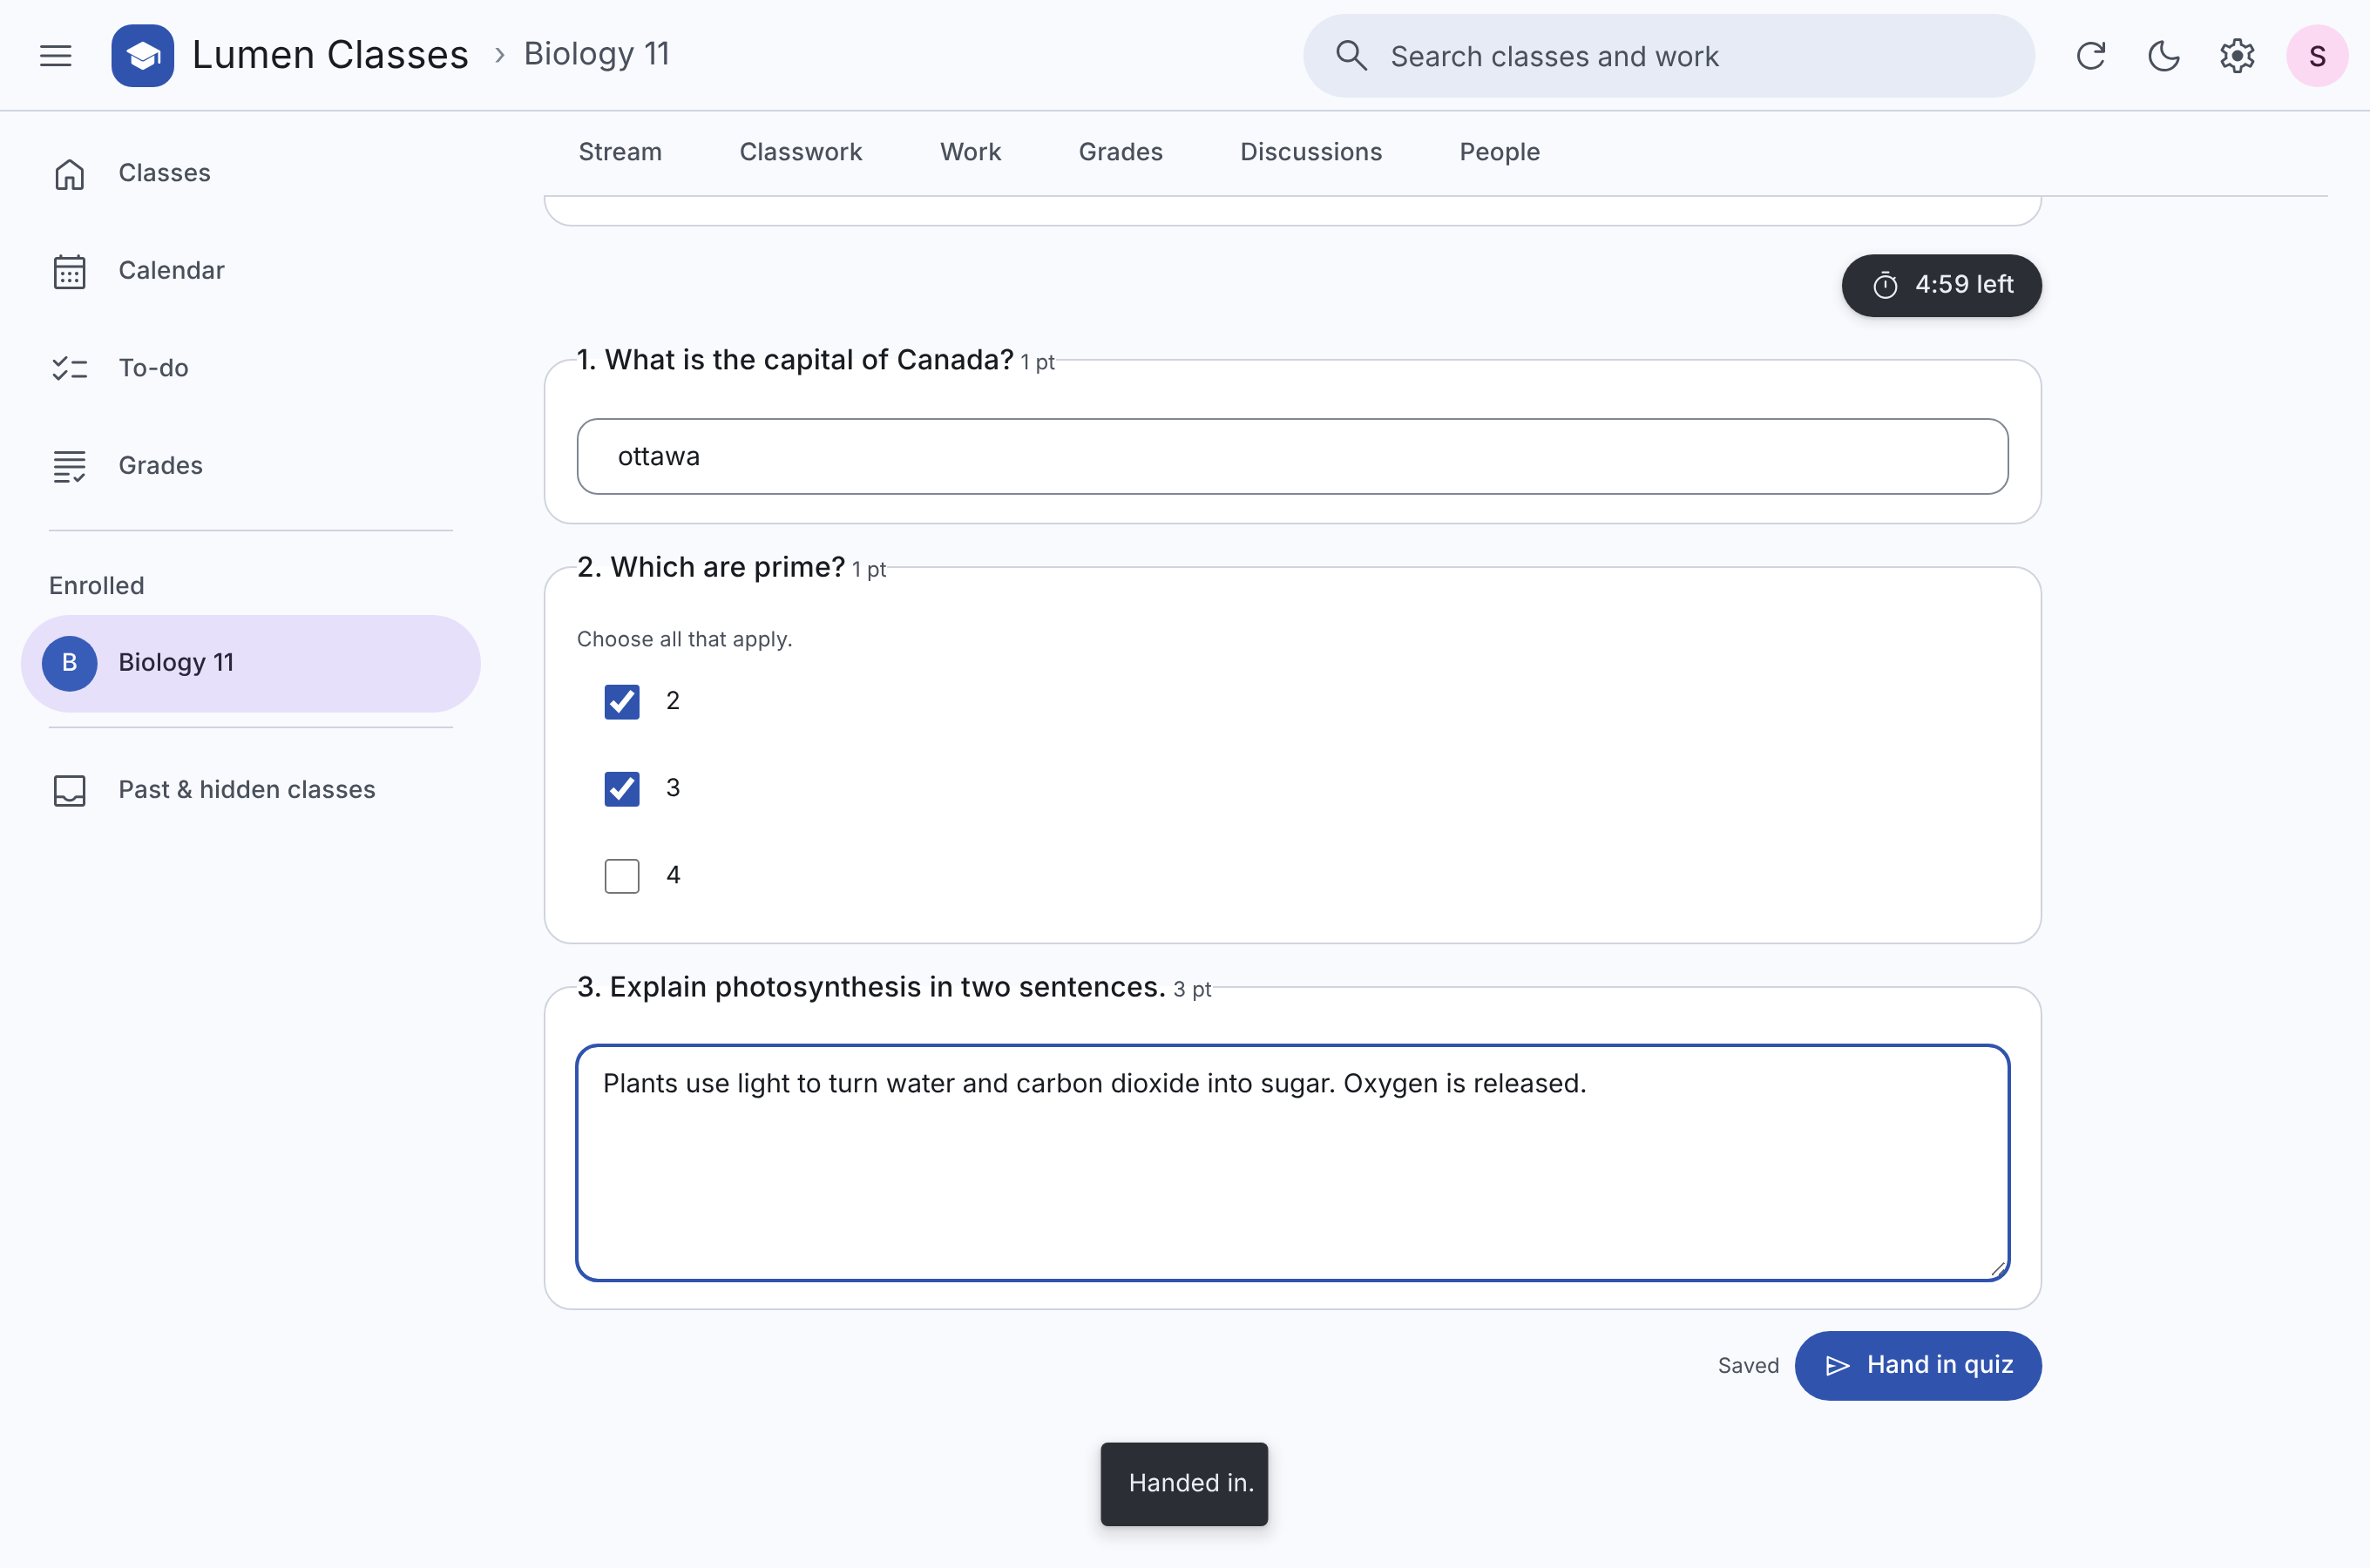 Lumen Classes › Biology 11
Search classes and work
S
Classes
Calendar
To-do
Grades
Enrolled
B Biology 11
Past & hidden classes
Stream Classwork Work Grades Discussions People
4:59 left
1. What is the capital of Canada? 1 pt
ottawa
2. Which are prime? 1 pt
Choose all that apply.
2
3
4
3. Explain photosynthesis in two sentences. 3 pt
Plants use light to turn water and carbon dioxide into sugar. Oxygen is released.
Saved Hand in quiz
Handed in.